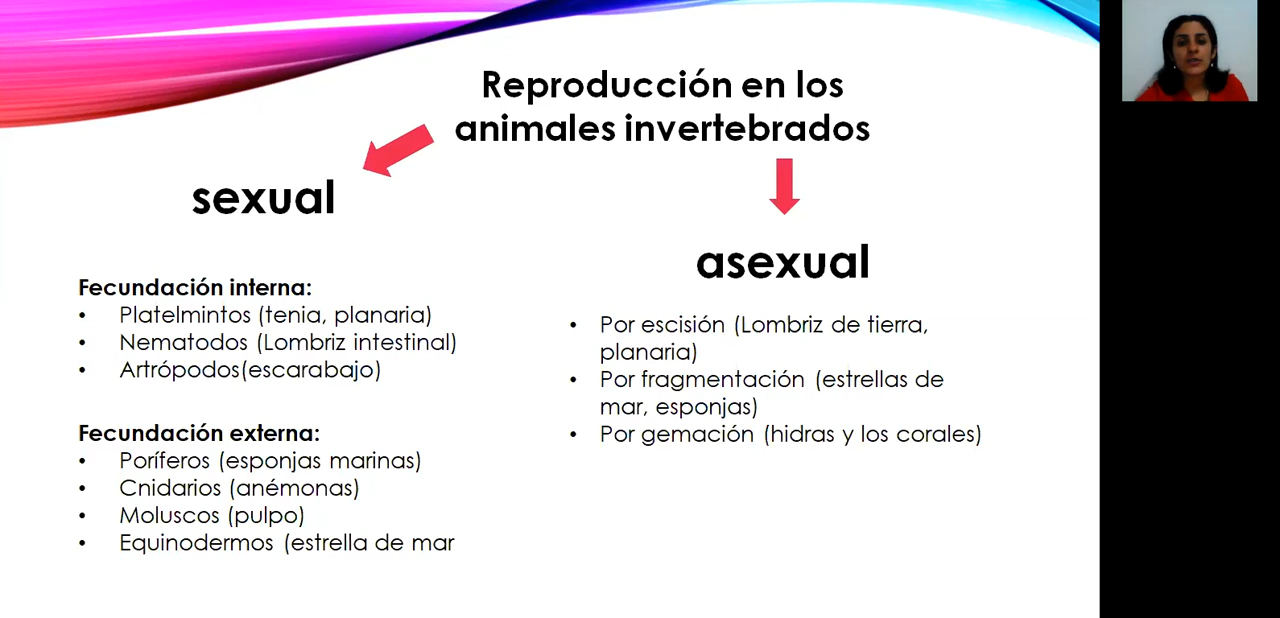 Reproducción en los
animales invertebrados
sexual
Fecundación interna:
• Platelmintos (tenia, planaria)
• Nematodos (Lombriz intestinal)
• Artrópodos(escarabajo)
Fecundación externa:
• Poríferos (esponjas marinas)
• Cnidarios (anémonas)
• Moluscos (pulpo)
• Equinodermos (estrella de mar
asexual
• Por escisión (Lombriz de tierra,
planaria)
• Por fragmentación (estrellas de
mar, esponjas)
• Por gemación (hidras y los corales)